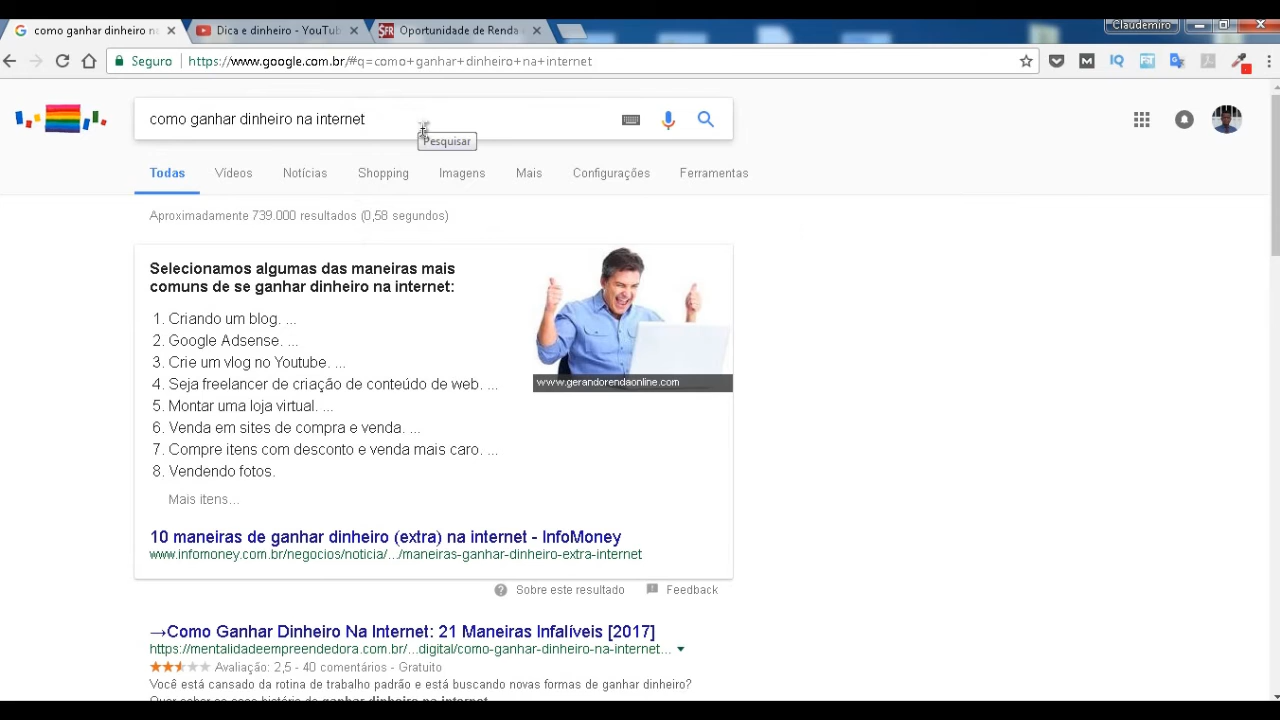 como ganhar dinheiro n
Dica e dinheiro - YouTub
SFR Oportunidade de Renda
Claudemiro
Seguro
https://www.google.com.br/#q=como+ganhar+dinheiro+na+internet
como ganhar dinheiro na internet
Pesquisar
Todas Vídeos Notícias Shopping Imagens Mais Configurações Ferramentas
Aproximadamente 739.000 resultados (0,58 segundos)
Selecionamos algumas das maneiras mais
comuns de se ganhar dinheiro na internet:
1. Criando um blog. ...
2. Google Adsense. ...
3. Crie um vlog no Youtube. ...
4. Seja freelancer de criação de conteúdo de web. ...
5. Montar uma loja virtual. ...
6. Venda em sites de compra e venda. ...
7. Compre itens com desconto e venda mais caro. ...
8. Vendendo fotos.
Mais itens...
www.gerandorendaonline.com
10 maneiras de ganhar dinheiro (extra) na internet - InfoMoney
www.infomoney.com.br/negocios/noticia/.../maneiras-ganhar-dinheiro-extra-internet
Sobre este resultado Feedback
→Como Ganhar Dinheiro Na Internet: 21 Maneiras Infalíveis [2017]
https://mentalidadeempreendedora.com.br/...digital/como-ganhar-dinheiro-na-internet...
Avaliação: 2,5 - 40 comentários - Gratuito
Você está cansado da rotina de trabalho padrão e está buscando novas formas de ganhar dinheiro?